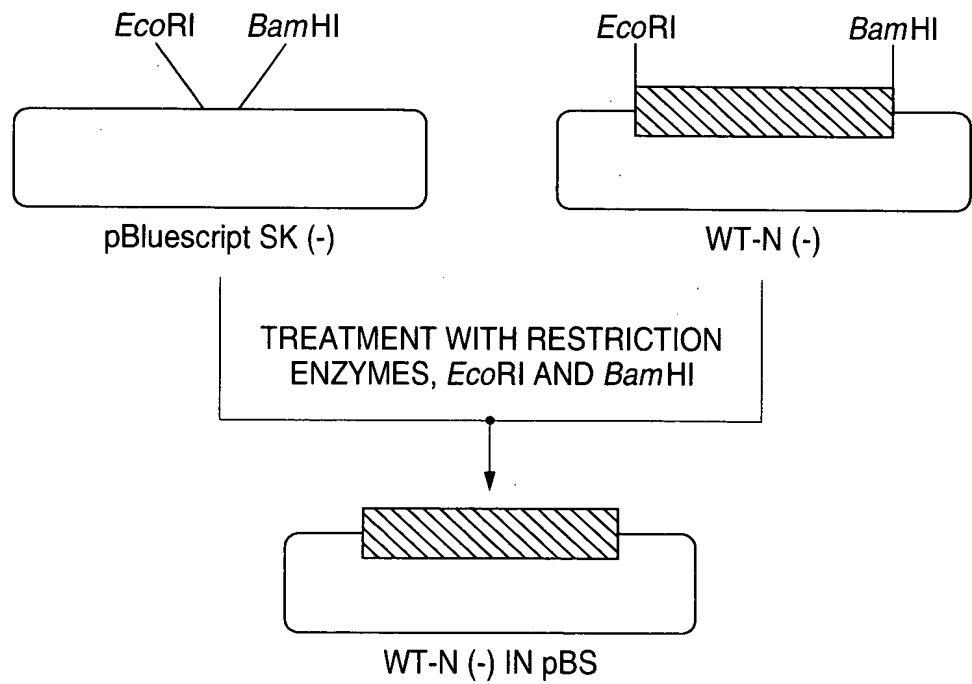 EcoRI BamHI
EcoRI BamHI
pBluescript SK (-)
WT-N (-)
TREATMENT WITH RESTRICTION
ENZYMES, EcoRI AND BamHI
WT-N (-) IN pBS